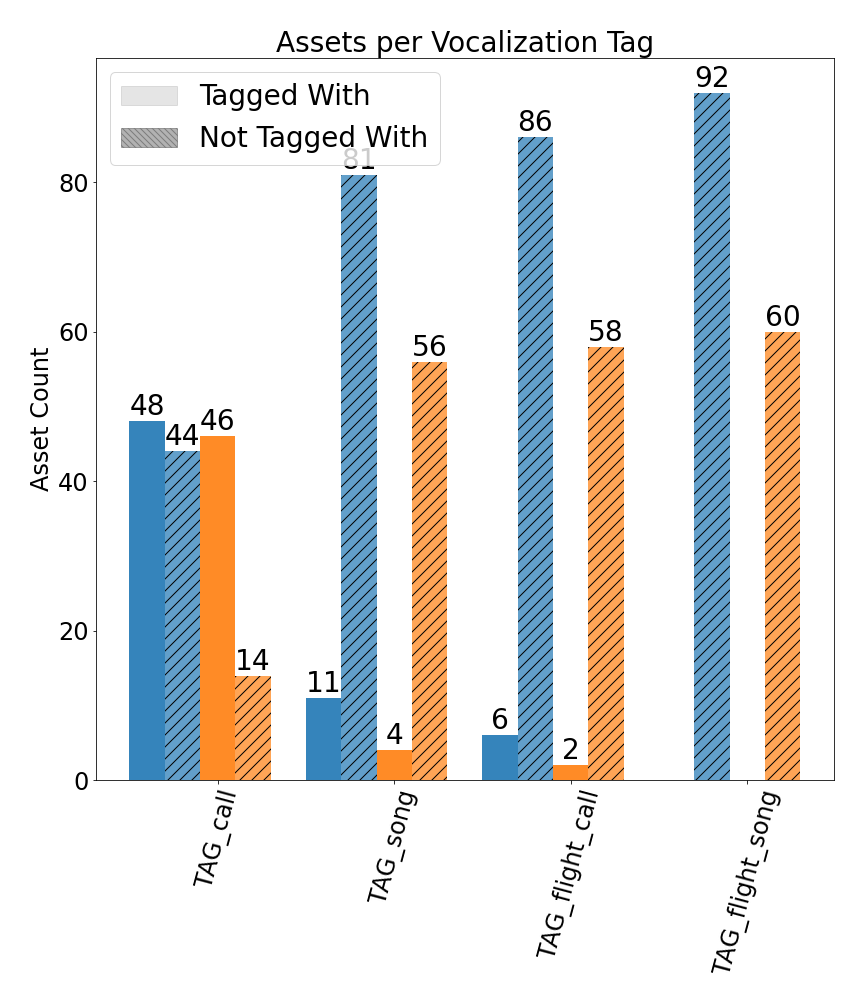 Assets per Vocalization Tag
Tagged With
Not Tagged With
Asset Count
80
60
40
20
0
48
44
46
14
11
81
4
56
6
86
2
58
92
60
TAG_call
TAG_song
TAG_flight_call
TAG_flight_song